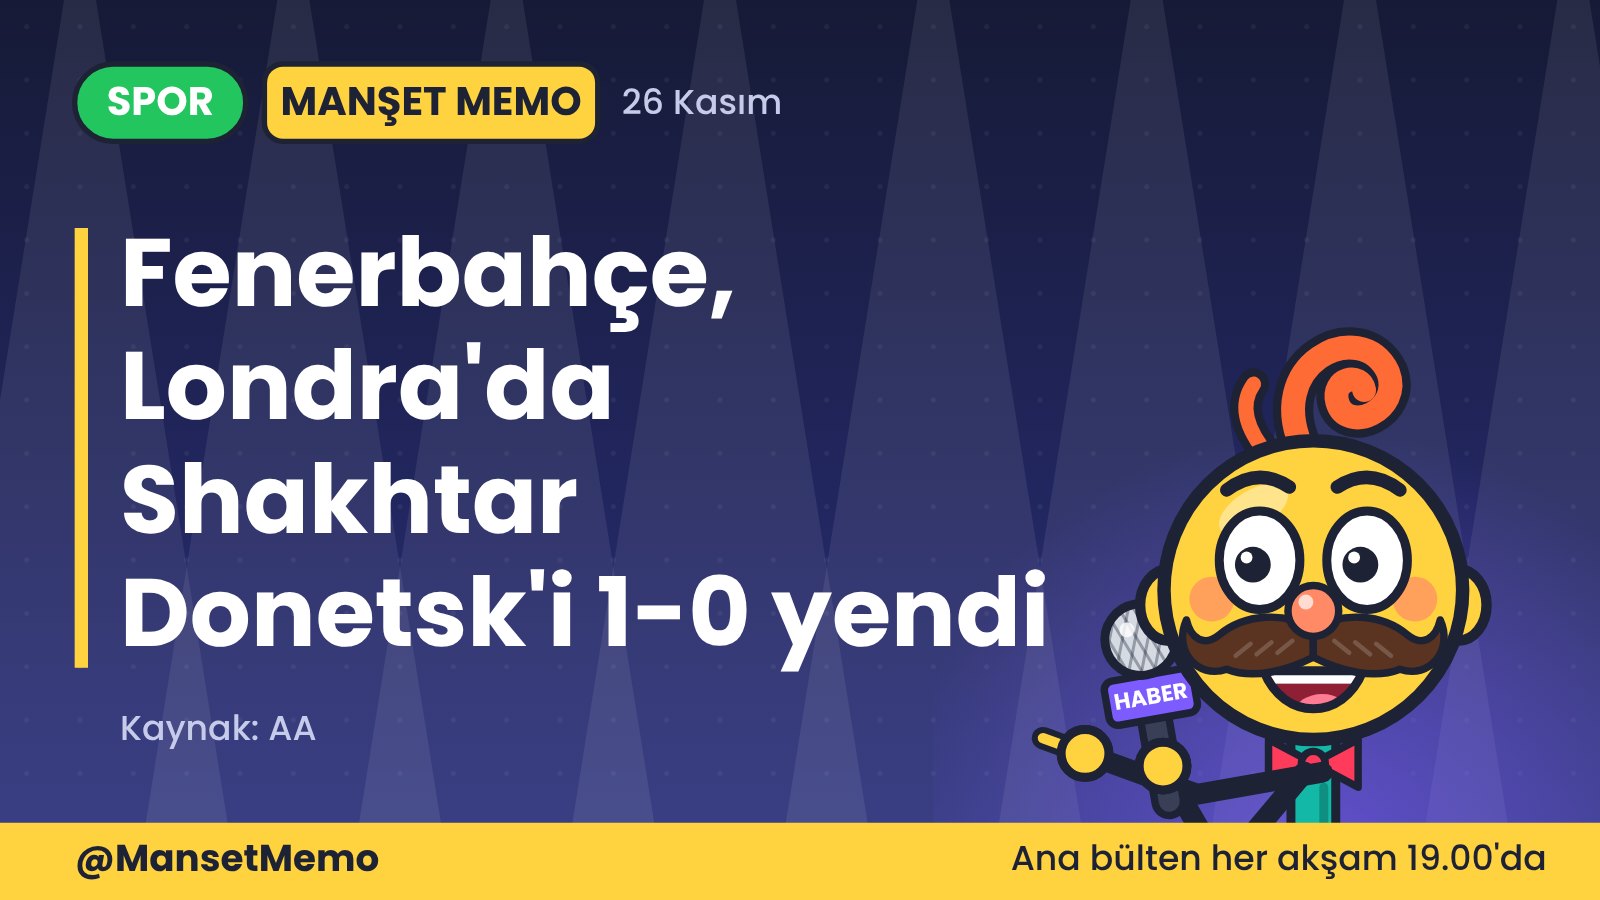 SPOR MANŞET MEMO 26 Kasım
Fenerbahçe,
Londra'da
Shakhtar
Donetsk'i 1-0 yendi
Kaynak: AA
HABER
@MansetMemo Ana bülten her akşam 19.00'da